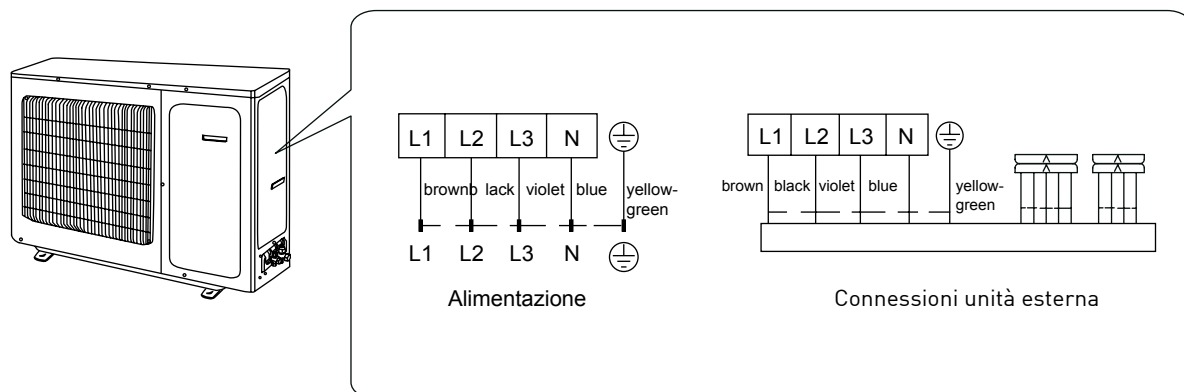 L1 L2 L3 N
brownb lack violet blue yellow-
green
L1 L2 L3 N
Alimentazione
L1 L2 L3 N
brown black violet blue yellow-
green
Connessioni unità esterna